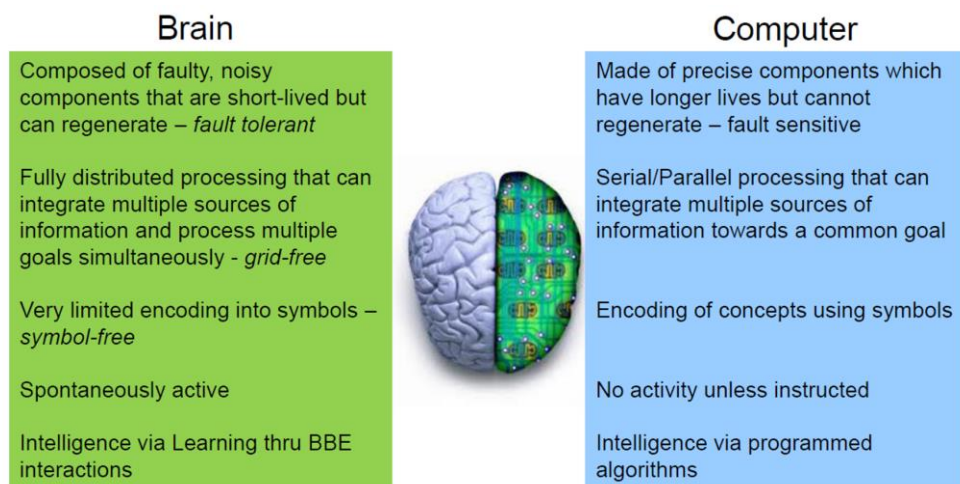 Brain
Composed of faulty, noisy
components that are short-lived but
can regenerate – fault tolerant
Fully distributed processing that can
integrate multiple sources of
information and process multiple
goals simultaneously - grid-free
Very limited encoding into symbols –
symbol-free
Spontaneously active
Intelligence via Learning thru BBE
interactions
Computer
Made of precise components which
have longer lives but cannot
regenerate – fault sensitive
Serial/Parallel processing that can
integrate multiple sources of
information towards a common goal
Encoding of concepts using symbols
No activity unless instructed
Intelligence via programmed
algorithms